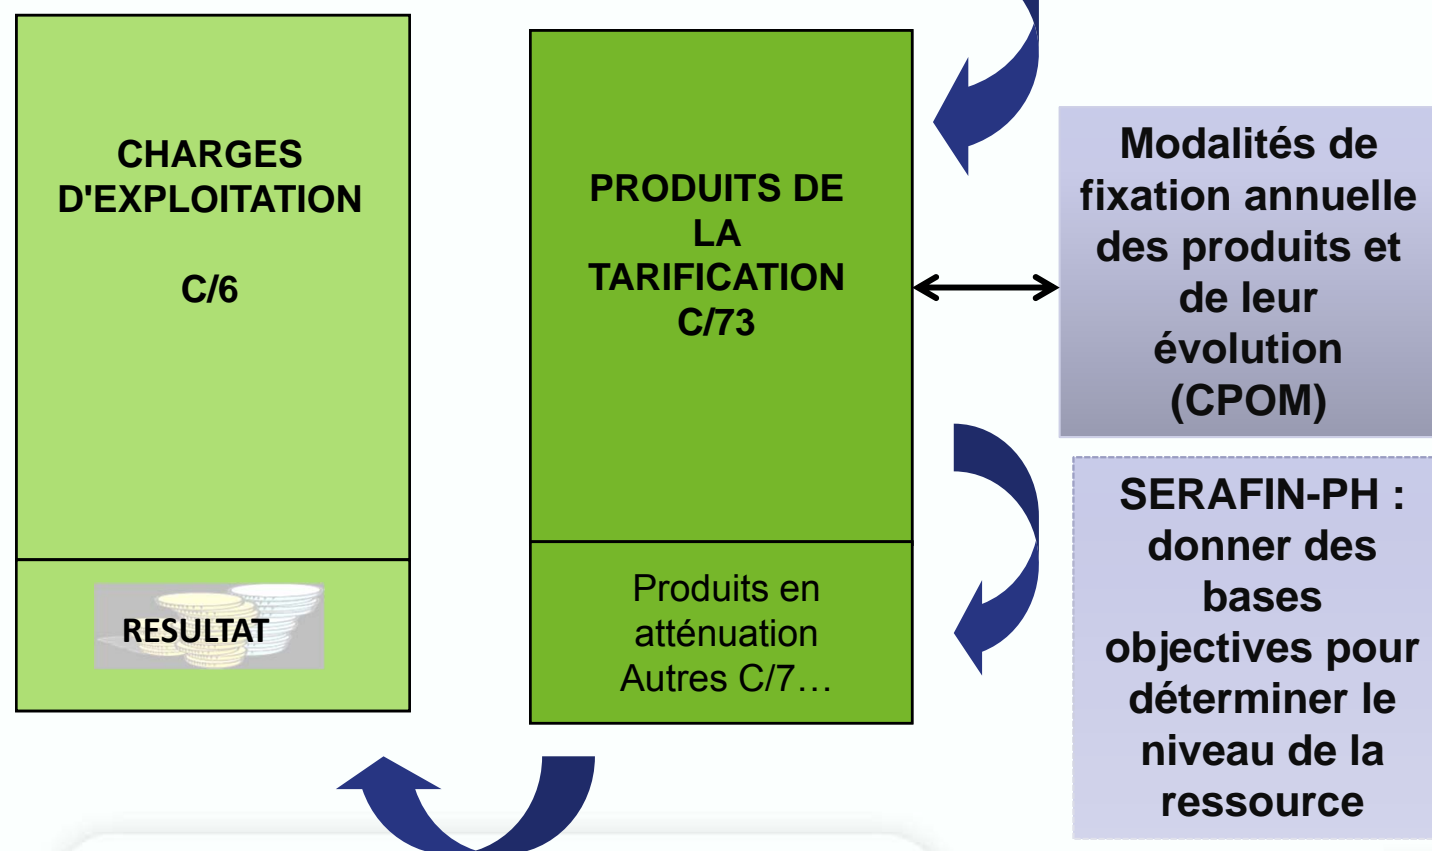 CHARGES
D'EXPLOITATION
C/6
RESULTAT
PRODUITS DE
LA
TARIFICATION
C/73
Produits en
atténuation
Autres C/7…
Modalités de
fixation annuelle
des produits et
de leur
évolution
(CPOM)
SERAFIN-PH :
donner des
bases
objectives pour
déterminer le
niveau de la
ressource